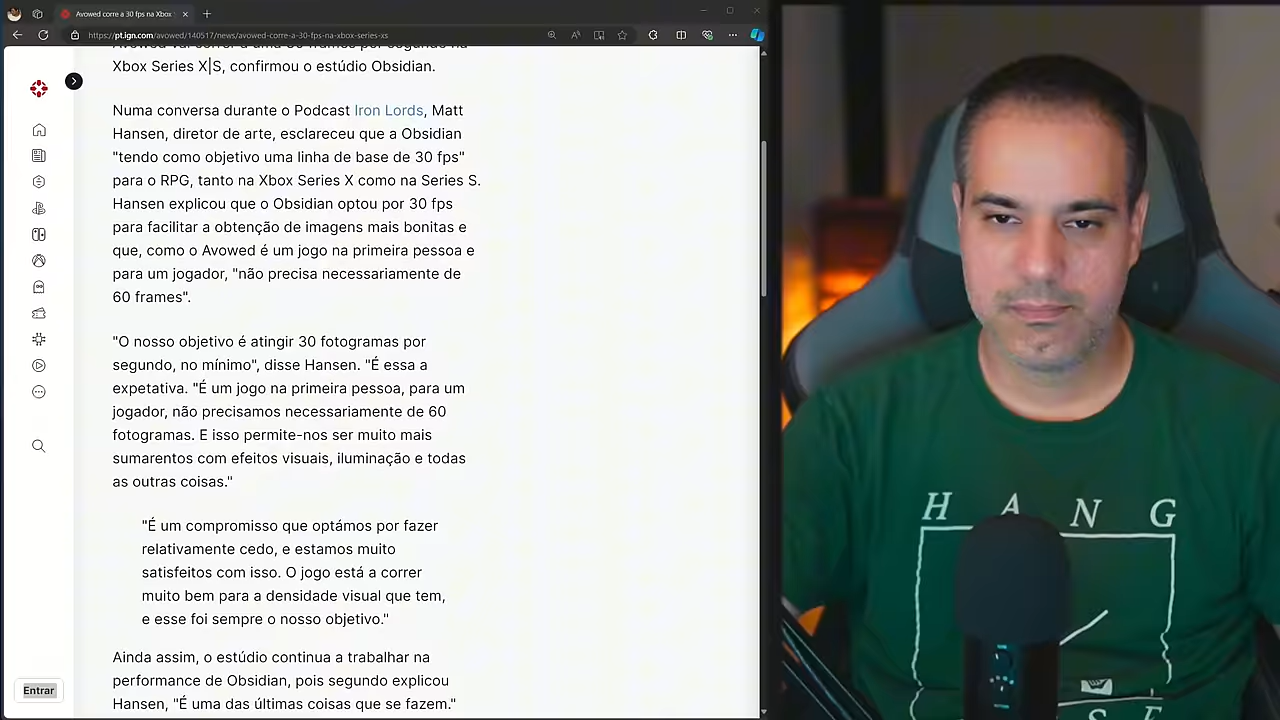 Avowed corre a 30 fps na Xbox
https://pt.ign.com/avowed/140517/news/avowed-corre-a-30-fps-na-xbox-series-xs
Avowed vai correr a uma 30 frames por segundo na
Xbox Series X|S, confirmou o estúdio Obsidian.
Numa conversa durante o Podcast Iron Lords, Matt
Hansen, diretor de arte, esclareceu que a Obsidian
"tendo como objetivo uma linha de base de 30 fps"
para o RPG, tanto na Xbox Series X como na Series S.
Hansen explicou que o Obsidian optou por 30 fps
para facilitar a obtenção de imagens mais bonitas e
que, como o Avowed é um jogo na primeira pessoa e
para um jogador, "não precisa necessariamente de
60 frames".
"O nosso objetivo é atingir 30 fotogramas por
segundo, no mínimo", disse Hansen. "É essa a
expetativa. "É um jogo na primeira pessoa, para um
jogador, não precisamos necessariamente de 60
fotogramas. E isso permite-nos ser muito mais
sumarentos com efeitos visuais, iluminação e todas
as outras coisas."
"É um compromisso que optámos por fazer
relativamente cedo, e estamos muito
satisfeitos com isso. O jogo está a correr
muito bem para a densidade visual que tem,
e esse foi sempre o nosso objetivo."
Ainda assim, o estúdio continua a trabalhar na
performance de Obsidian, pois segundo explicou
Hansen, "É uma das últimas coisas que se fazem."
Entrar
H A N G